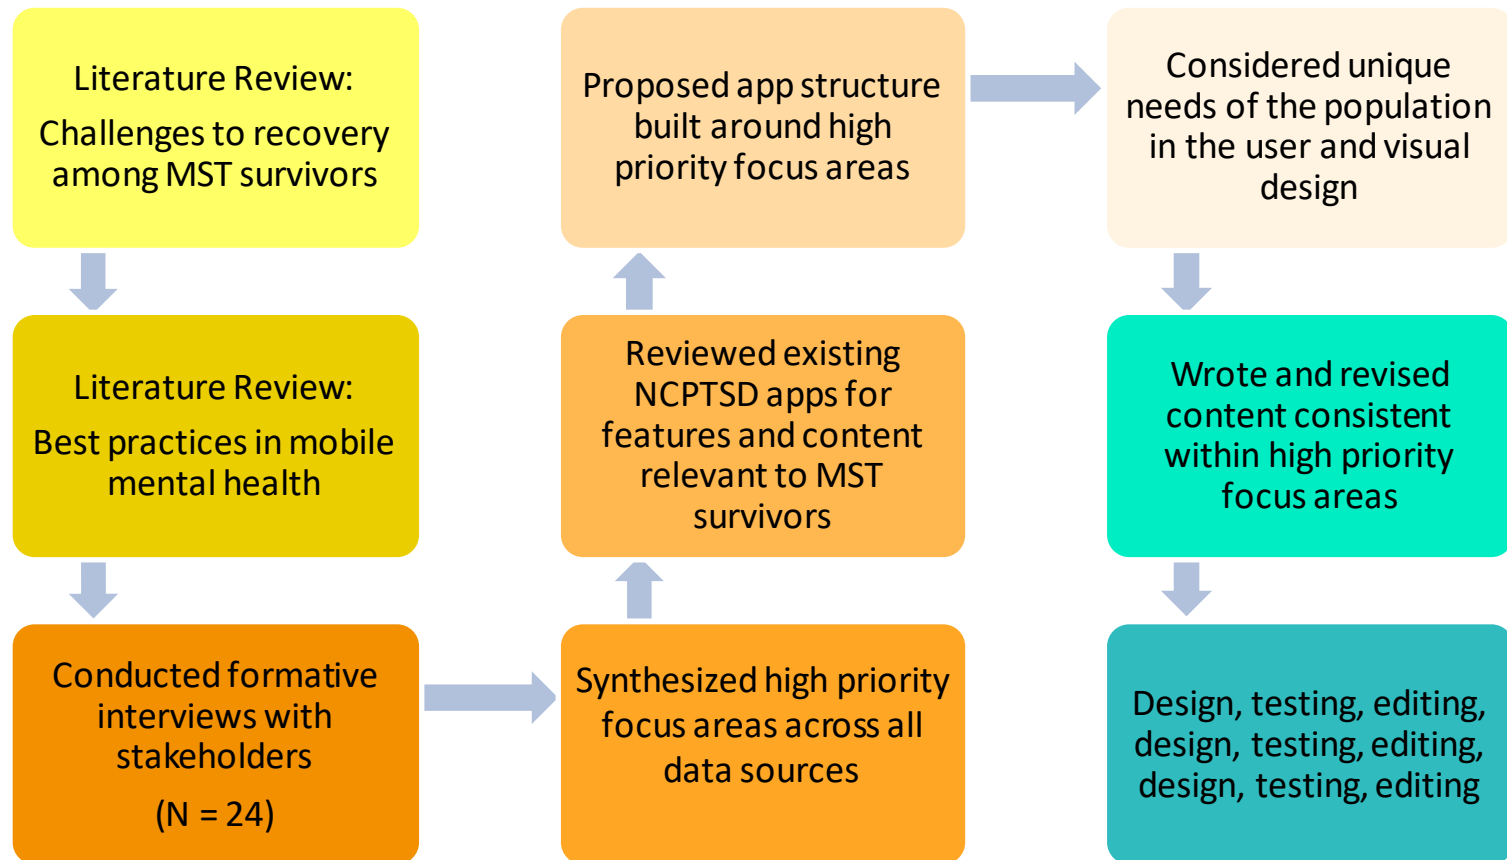 Literature Review:
Challenges to recovery
among MST survivors
Literature Review:
Best practices in mobile
mental health
Conducted formative
interviews with
stakeholders
(N = 24)
Synthesized high priority
focus areas across all
data sources
Reviewed existing
NCPTSD apps for
features and content
relevant to MST
survivors
Proposed app structure
built around high
priority focus areas
Considered unique
needs of the population
in the user and visual
design
Wrote and revised
content consistent
within high priority
focus areas
Design, testing, editing,
design, testing, editing,
design, testing, editing